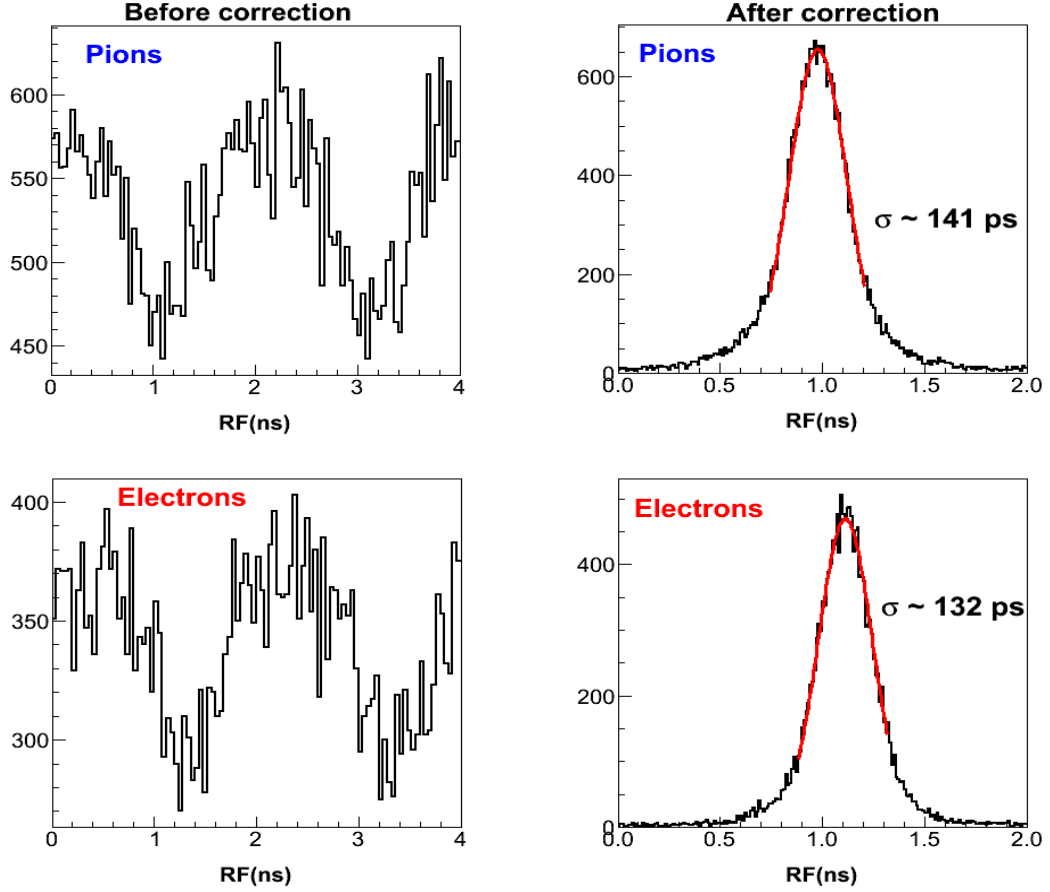 Before correction
Pions
600
550
500
450
0
1
2
3
4
RF(ns)
After correction
Pions
600
400
200
0
σ ~ 141 ps
0.0
0.5
1.0
1.5
2.0
RF(ns)
Electrons
400
350
300
0
1
2
3
4
RF(ns)
Electrons
400
200
0
σ ~ 132 ps
0.0
0.5
1.0
1.5
2.0
RF(ns)